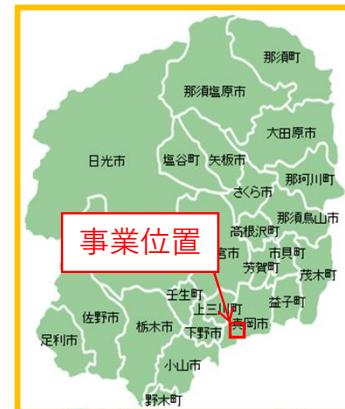 那須町
那須塩原市
大田原市
日光市
塩谷町
矢板市
那珂川町
さくら市
那須烏山市
高根沢町
事業位置
宮市
市貝町
芳賀町
茂木町
壬生町
上三川町
益子町
真岡市
佐野市
栃木市
下野市
足利市
小山市
野木町